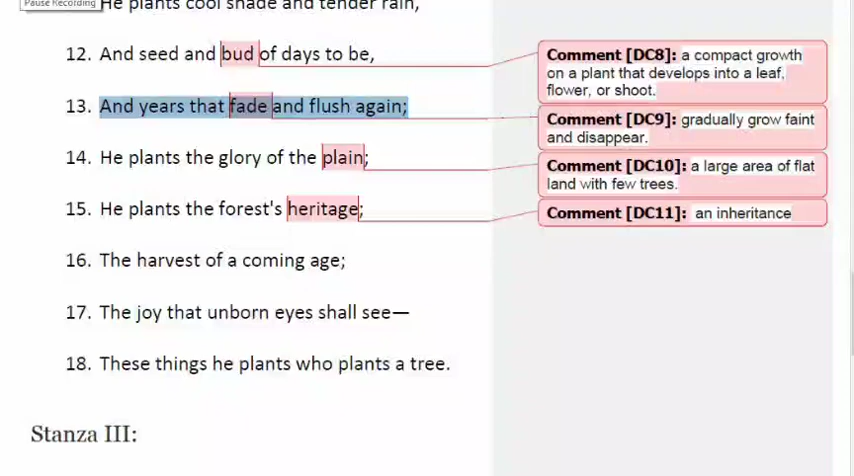 Pause Recording
He plants cool shade and tender rain,
12. And seed and bud of days to be,
13. And years that fade and flush again;
14. He plants the glory of the plain;
15. He plants the forest's heritage;
16. The harvest of a coming age;
17. The joy that unborn eyes shall see—
18. These things he plants who plants a tree.
Stanza III:
Comment [DC8]: a compact growth
on a plant that develops into a leaf,
flower, or shoot.
Comment [DC9]: gradually grow faint
and disappear.
Comment [DC10]: a large area of flat
land with few trees.
Comment [DC11]: an inheritance